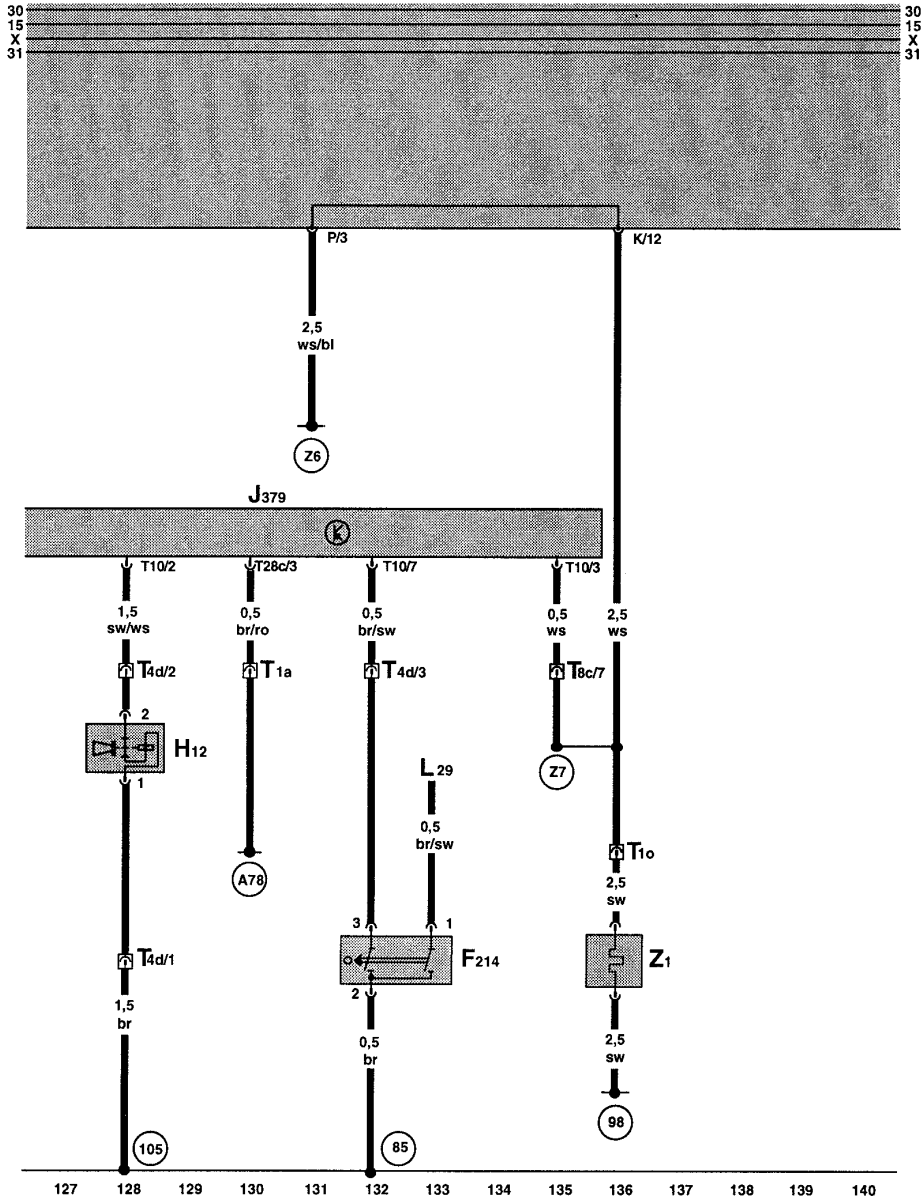 30 30
15 15
X X
31 31
P/3 K/12
2,5
ws/bl
Z6
J379
K
T10/2 T28c/3 T10/7 T10/3
1,5 0,5 0,5 0,5 2,5
sw/ws br/ro br/sw ws ws
T4d/2 T1a T4d/3 T8c/7
2
H12
1
Z7
L29
0,5
br/sw
T1o
A78
2,5
sw
3 1
T4d/1 F214 Z1
2
1,5
br
0,5
br
2,5
sw
98
105 85
127 128 129 130 131 132 133 134 135 136 137 138 139 140